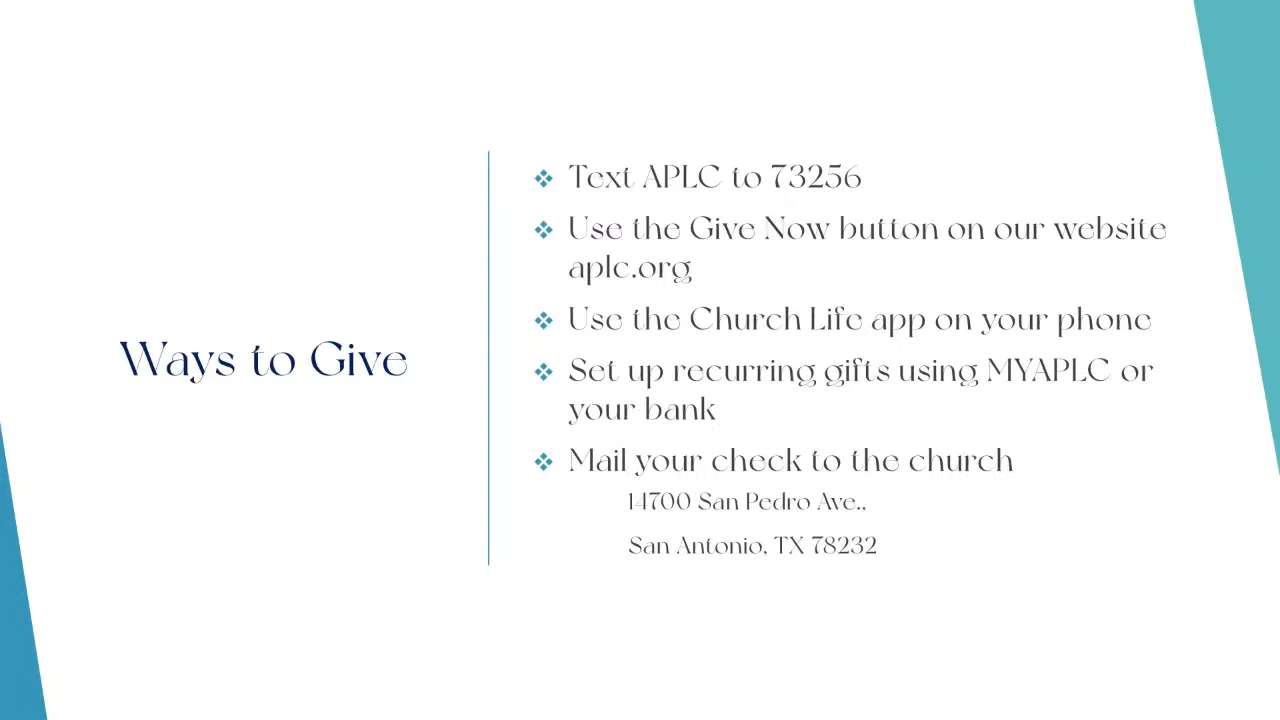 Ways to Give
Text APLC to 73256
Use the Give Now button on our website
aplc.org
Use the Church Life app on your phone
Set up recurring gifts using MYAPLC or
your bank
Mail your check to the church
14700 San Pedro Ave.,
San Antonio, TX 78232